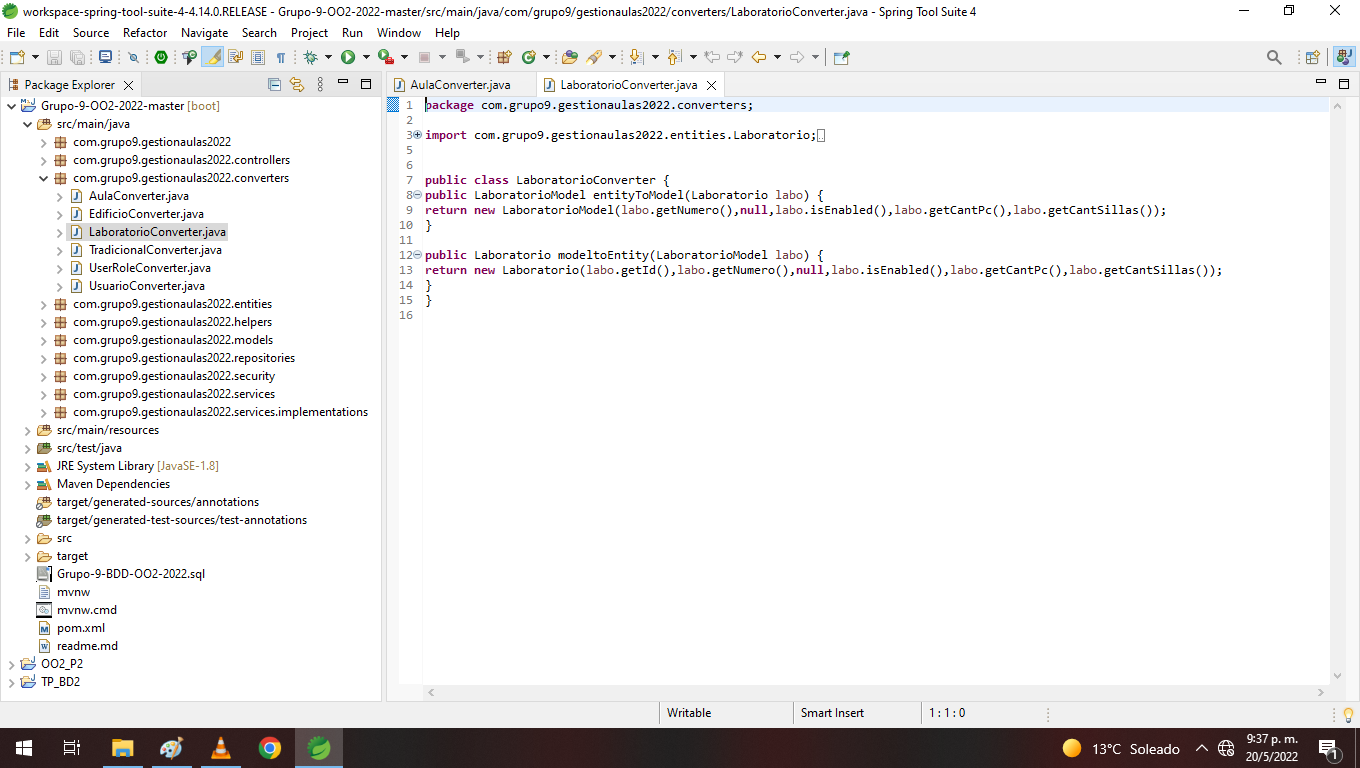 workspace-spring-tool-suite-4-4.14.0.RELEASE - Grupo-9-OO2-2022-master/src/main/java/com/grupo9/gestionaulas2022/converters/LaboratorioConverter.java - Spring Tool Suite 4
File Edit Source Refactor Navigate Search Project Run Window Help
Package Explorer
Grupo-9-OO2-2022-master [boot]
src/main/java
com.grupo9.gestionaulas2022
com.grupo9.gestionaulas2022.controllers
com.grupo9.gestionaulas2022.converters
AulaConverter.java
EdificioConverter.java
LaboratorioConverter.java
TradicionalConverter.java
UserRoleConverter.java
UsuarioConverter.java
com.grupo9.gestionaulas2022.entities
com.grupo9.gestionaulas2022.helpers
com.grupo9.gestionaulas2022.models
com.grupo9.gestionaulas2022.repositories
com.grupo9.gestionaulas2022.security
com.grupo9.gestionaulas2022.services
com.grupo9.gestionaulas2022.services.implementations
src/main/resources
src/test/java
JRE System Library [JavaSE-1.8]
Maven Dependencies
target/generated-sources/annotations
target/generated-test-sources/test-annotations
src
target
Grupo-9-BDD-OO2-2022.sql
mvnw
mvnw.cmd
pom.xml
readme.md
OO2_P2
TP_BD2
AulaConverter.java LaboratorioConverter.java
1 package com.grupo9.gestionaulas2022.converters;
2
3 import com.grupo9.gestionaulas2022.entities.Laboratorio;
5
6
7 public class LaboratorioConverter {
8 public LaboratorioModel entityToModel(Laboratorio labo) {
9 return new LaboratorioModel(labo.getNumero(),null,labo.isEnabled(),labo.getCantPc(),labo.getCantSillas());
10 }
11
12 public Laboratorio modeltoEntity(LaboratorioModel labo) {
13 return new Laboratorio(labo.getId(),labo.getNumero(),null,labo.isEnabled(),labo.getCantPc(),labo.getCantSillas());
14 }
15 }
16
Writable Smart Insert 1 : 1 : 0
13°C Soleado
9:37 p. m.
20/5/2022
1